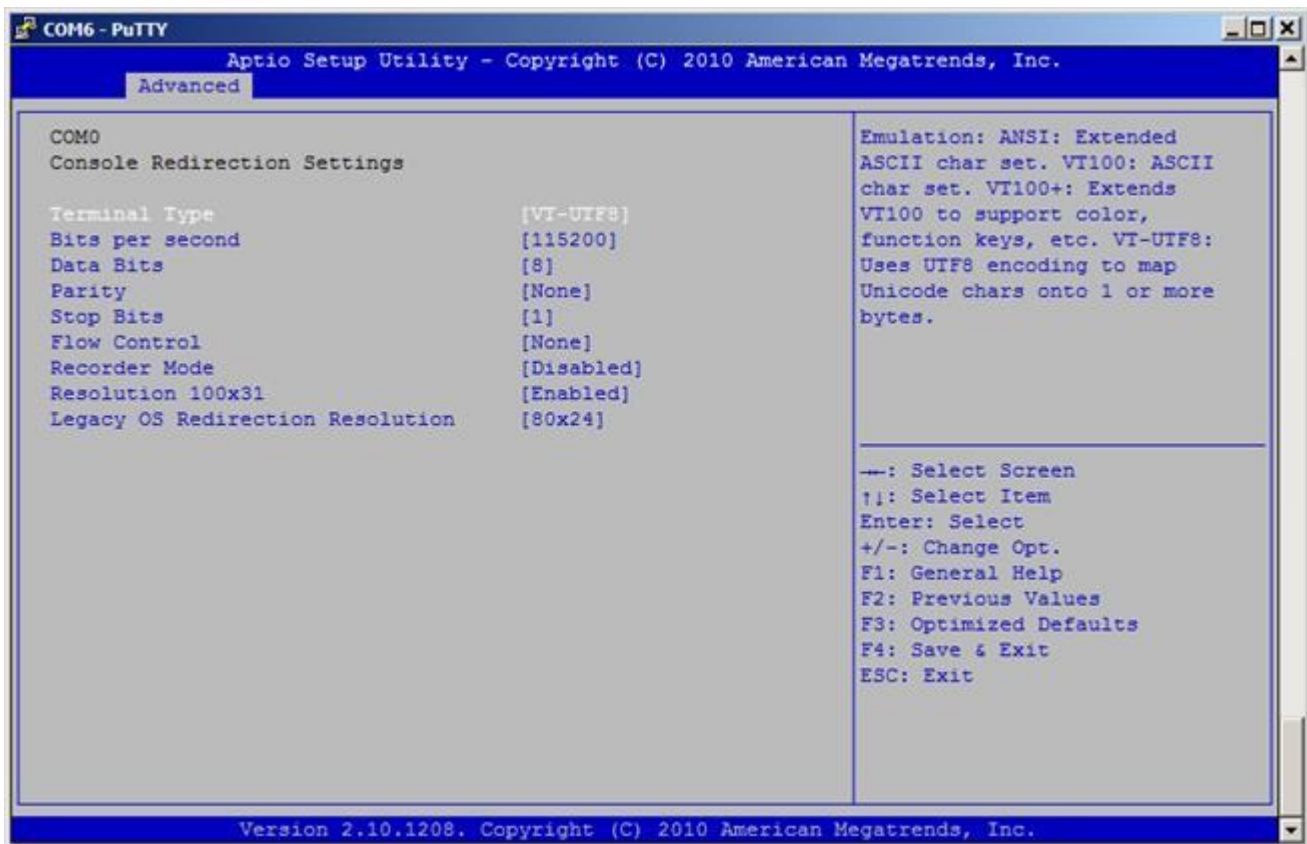 COM6 - PuTTY
Aptio Setup Utility - Copyright (C) 2010 American Megatrends, Inc.
Advanced
COM0
Console Redirection Settings
Terminal Type [VT-UTF8]
Bits per second [115200]
Data Bits [8]
Parity [None]
Stop Bits [1]
Flow Control [None]
Recorder Mode [Disabled]
Resolution 100x31 [Enabled]
Legacy OS Redirection Resolution [80x24]
Emulation: ANSI: Extended
ASCII char set. VT100: ASCII
char set. VT100+: Extends
VT100 to support color,
function keys, etc. VT-UTF8:
Uses UTF8 encoding to map
Unicode chars onto 1 or more
bytes.
→←: Select Screen
↑↓: Select Item
Enter: Select
+/-: Change Opt.
F1: General Help
F2: Previous Values
F3: Optimized Defaults
F4: Save & Exit
ESC: Exit
Version 2.10.1208. Copyright (C) 2010 American Megatrends, Inc.